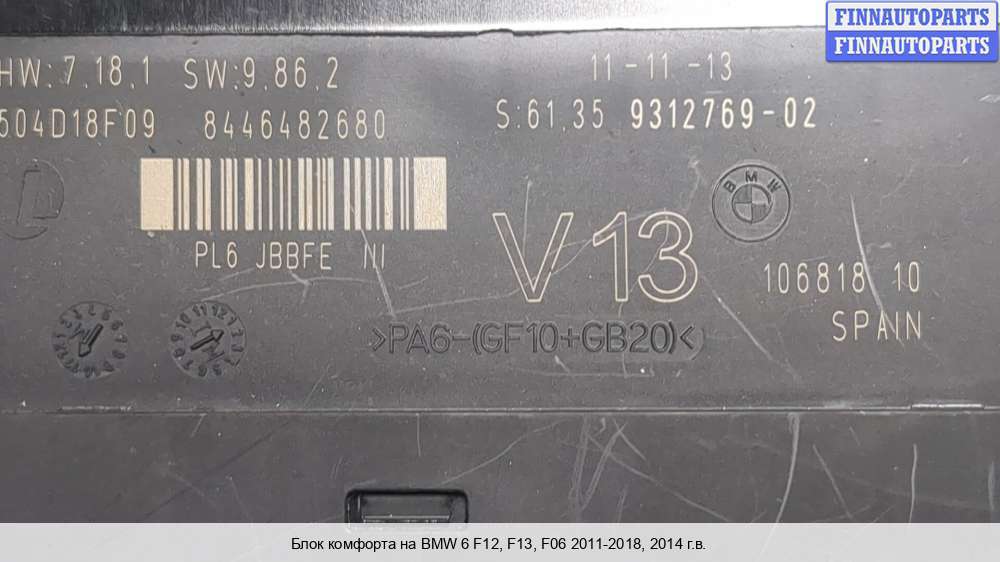 FINNAUTOPARTS
FINNAUTOPARTS
HW:7.18.1 SW:9.86.2 11-11-13
504D18F09 8446482680 S:61.35 9312769-02
BMW
PL6 JBBFE NI
V13
106818 10
SPAIN
>PA6-(GF10+GB20)<
Блок комфорта на BMW 6 F12, F13, F06 2011-2018, 2014 г.в.